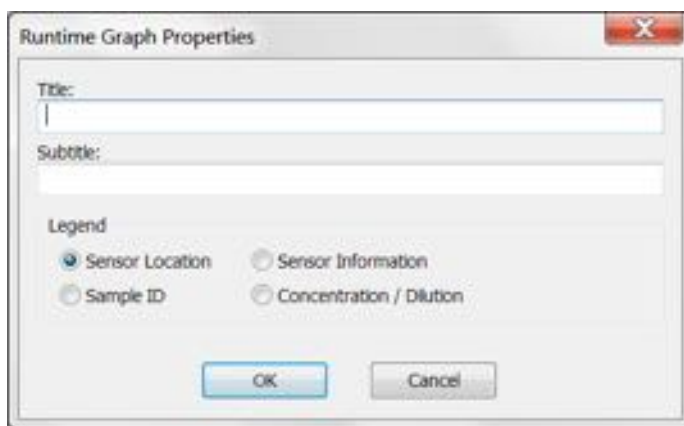 Runtime Graph Properties
Title:
Subtitle:
Legend
Sensor Location
Sensor Information
Sample ID
Concentration / Dilution
OK
Cancel